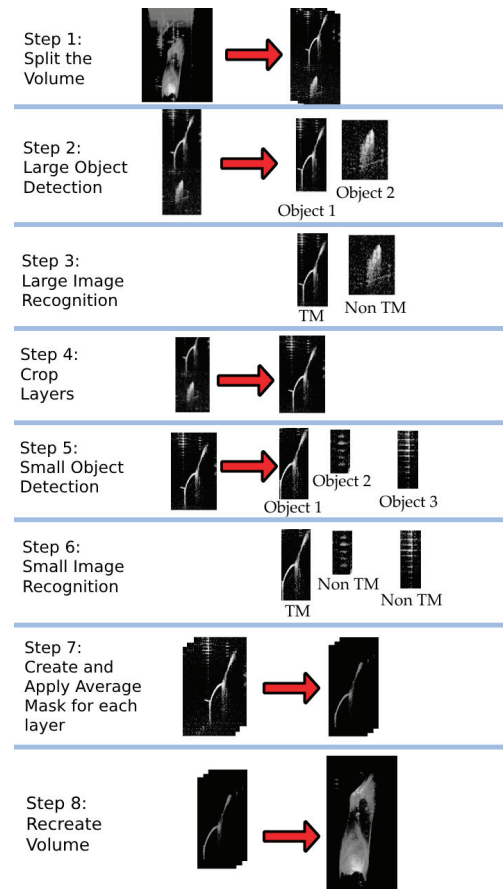 Step 1:
Split the
Volume
Step 2:
Large Object
Detection
Object 1
Object 2
Step 3:
Large Image
Recognition
TM
Non TM
Step 4:
Crop
Layers
Step 5:
Small Object
Detection
Object 1
Object 2
Object 3
Step 6:
Small Image
Recognition
TM
Non TM
Non TM
Step 7:
Create and
Apply Average
Mask for each
layer
Step 8:
Recreate
Volume